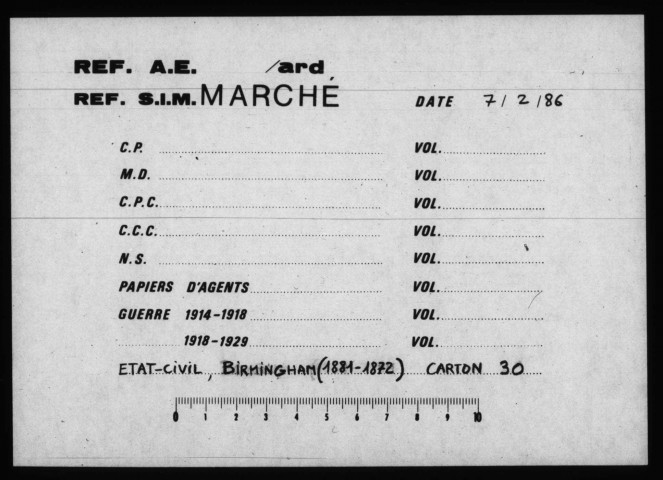 REF. A.E. /ard
REF. S.I.M. MARCHÉ DATE 7/2/86
C.P. VOL.
M.D. VOL.
C.P.C. VOL.
C.C.C. VOL.
N.S. VOL.
PAPIERS D'AGENTS VOL.
GUERRE 1914-1918 VOL.
1918-1929 VOL.
ETAT-CIVIL, BIRMINGHAM (1881-1872) CARTON 30
0 1 2 3 4 5 6 7 8 9 10